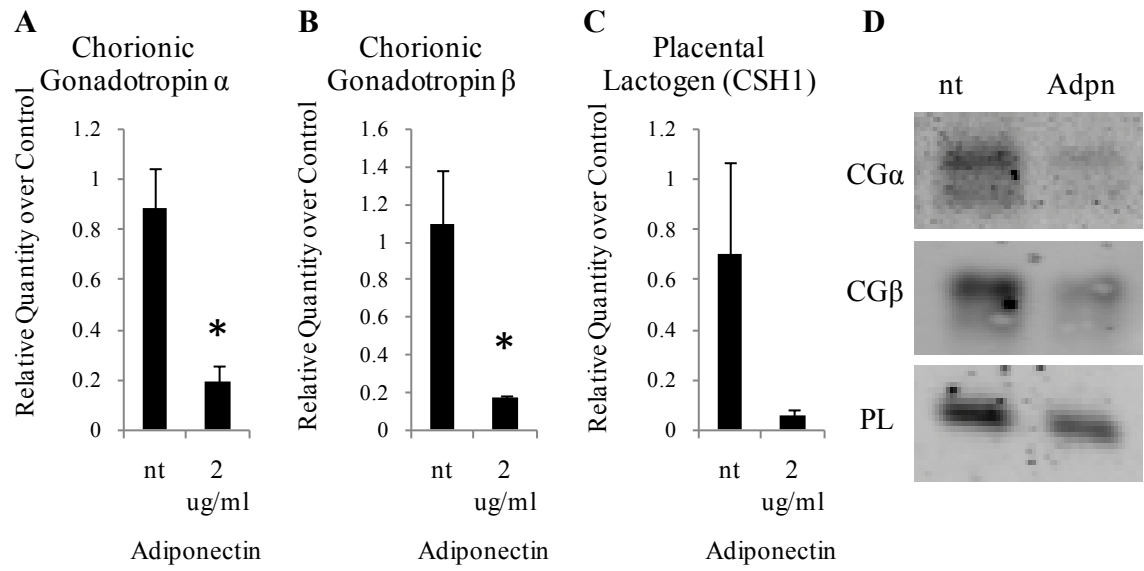 A
Chorionic
Gonadotropin α
Relative Quantity over Control
1.2
1
0.8
0.6
0.4
0.2
0
*
nt
2
ug/ml
Adiponectin
B
Chorionic
Gonadotropin β
Relative Quantity over Control
1.6
1.4
1.2
1
0.8
0.6
0.4
0.2
0
*
nt
2
ug/ml
Adiponectin
C
Placental
Lactogen (CSH1)
Relative Quantity over Control
1.2
1
0.8
0.6
0.4
0.2
0
nt
2
ug/ml
Adiponectin
D
nt Adpn
CGα
CGβ
PL